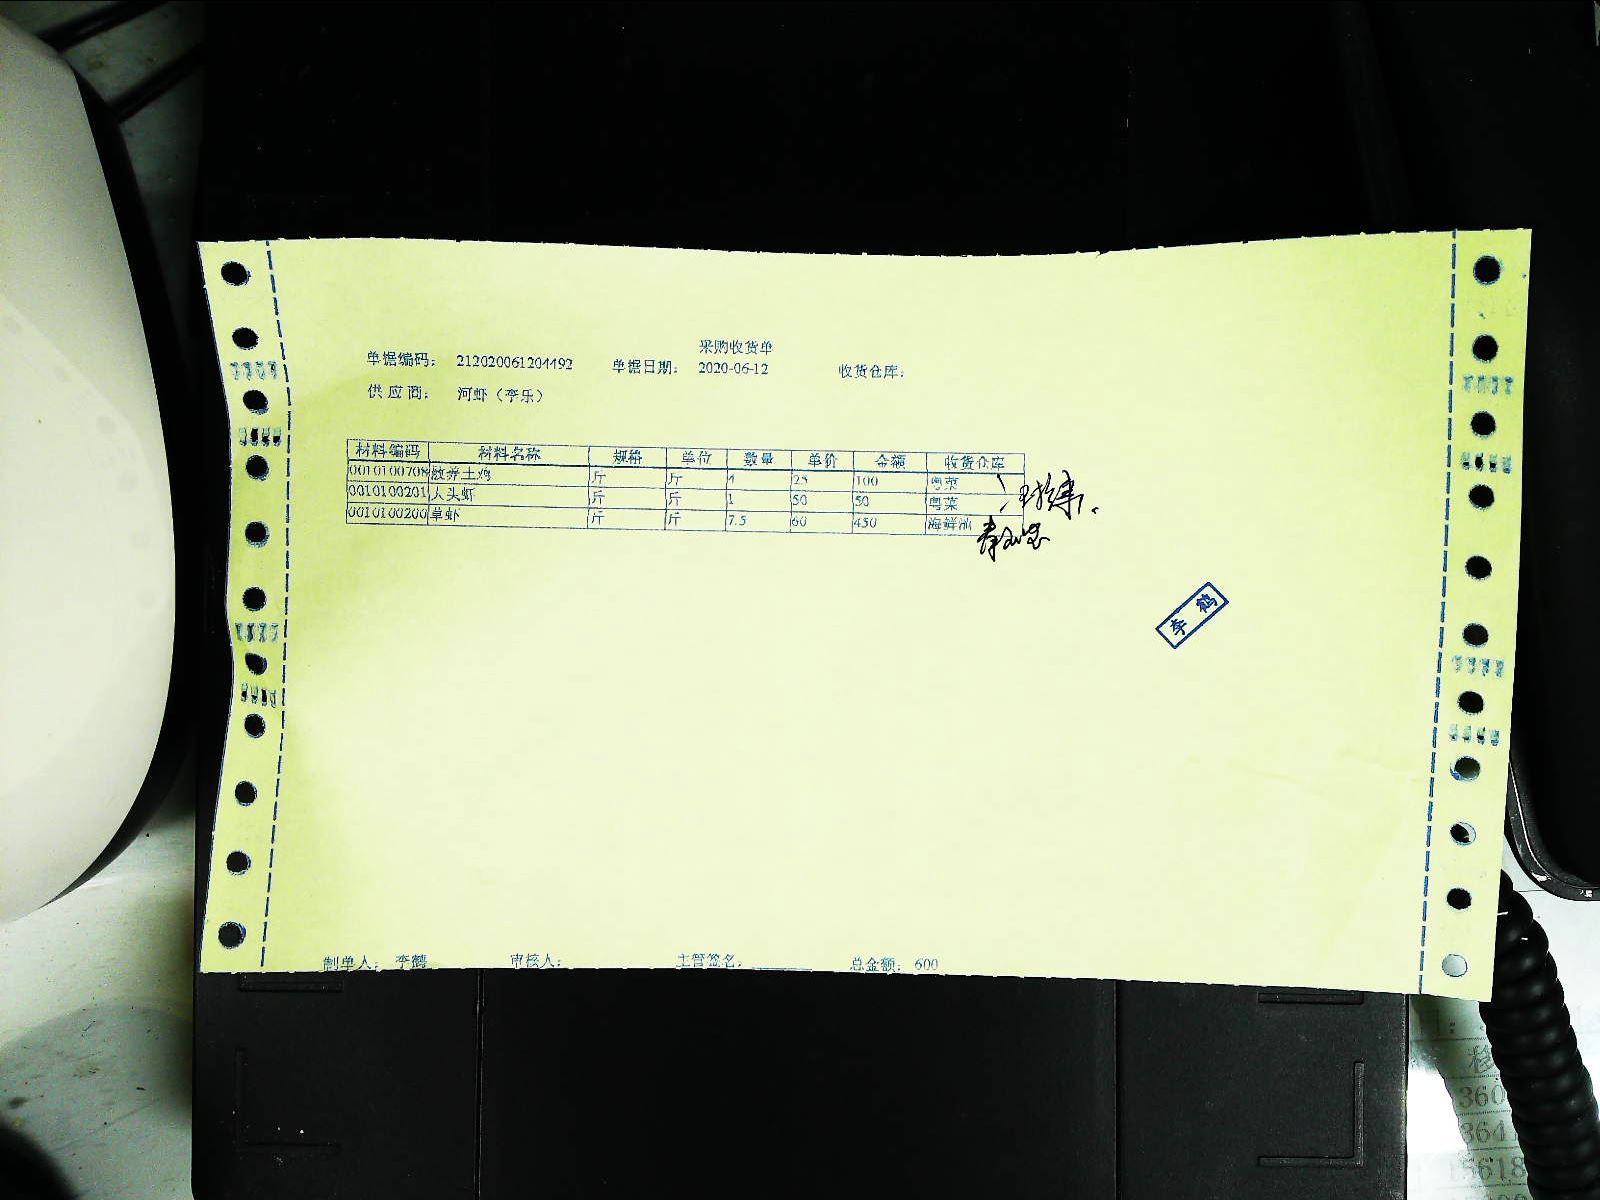 采购收货单
单据编码: 212020061204492 单据日期: 2020-06-12 收货仓库:
供应商: 河虾(李乐)
材料编码 材料名称 规格 单位 数量 单价 金额 收货仓库
0010100708 散养土鸡 斤 斤 4 25 100 粤菜
0010100201 人头虾 斤 斤 1 50 50 粤菜
0010100200 草虾 斤 斤 7.5 60 450 海鲜池
李鹤
制单人: 李鹤 审核人: 主管签名: 总金额: 600
移
360
364
5618